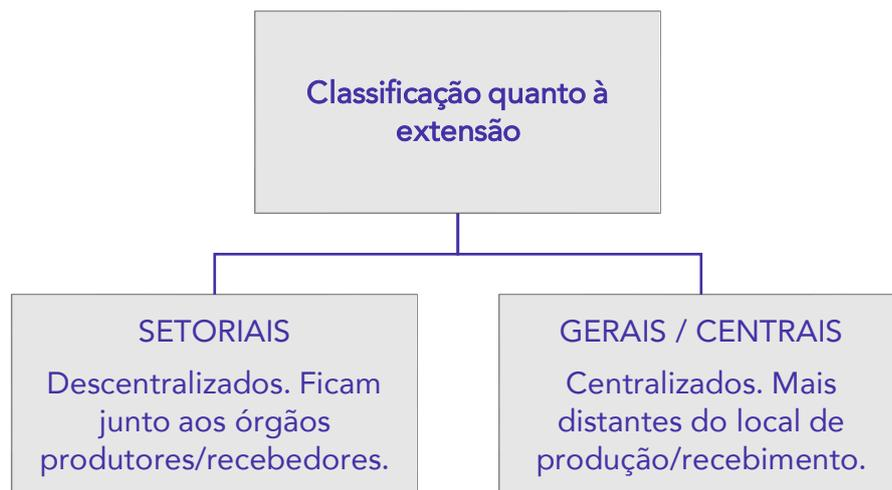 Classificação quanto à
extensão
SETORIAIS
Descentralizados. Ficam
junto aos órgãos
produtores/recebedores.
GERAIS / CENTRAIS
Centralizados. Mais
distantes do local de
produção/recebimento.